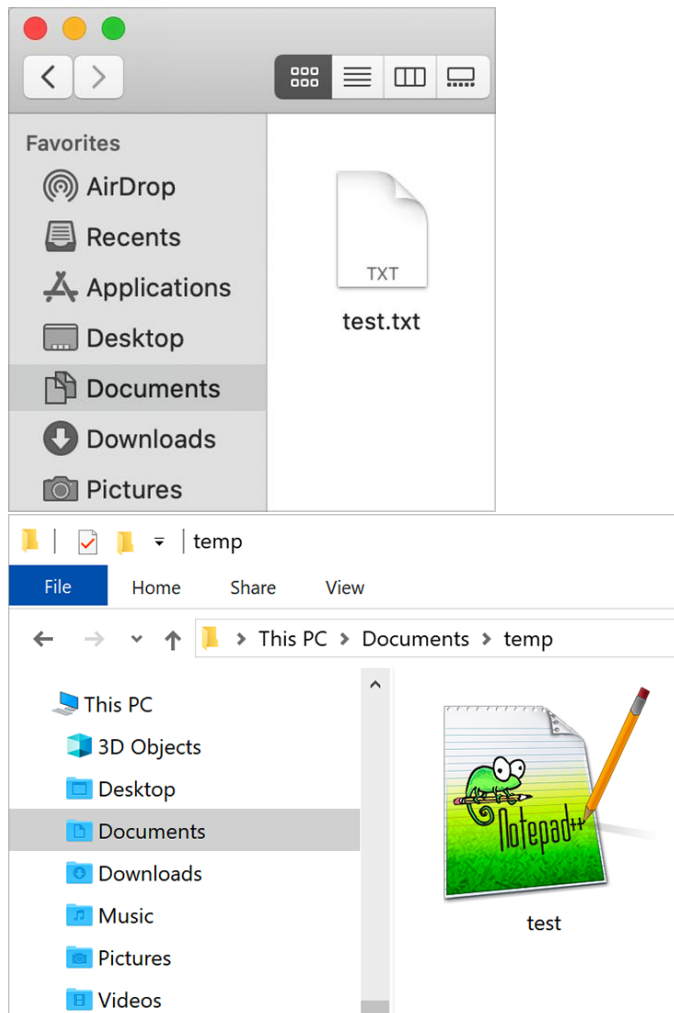 Favorites
AirDrop
Recents
Applications
Desktop
Documents
Downloads
Pictures
TXT
test.txt
temp
File Home Share View
This PC > Documents > temp
This PC
3D Objects
Desktop
Documents
Downloads
Music
Pictures
Videos
Notepad++
test